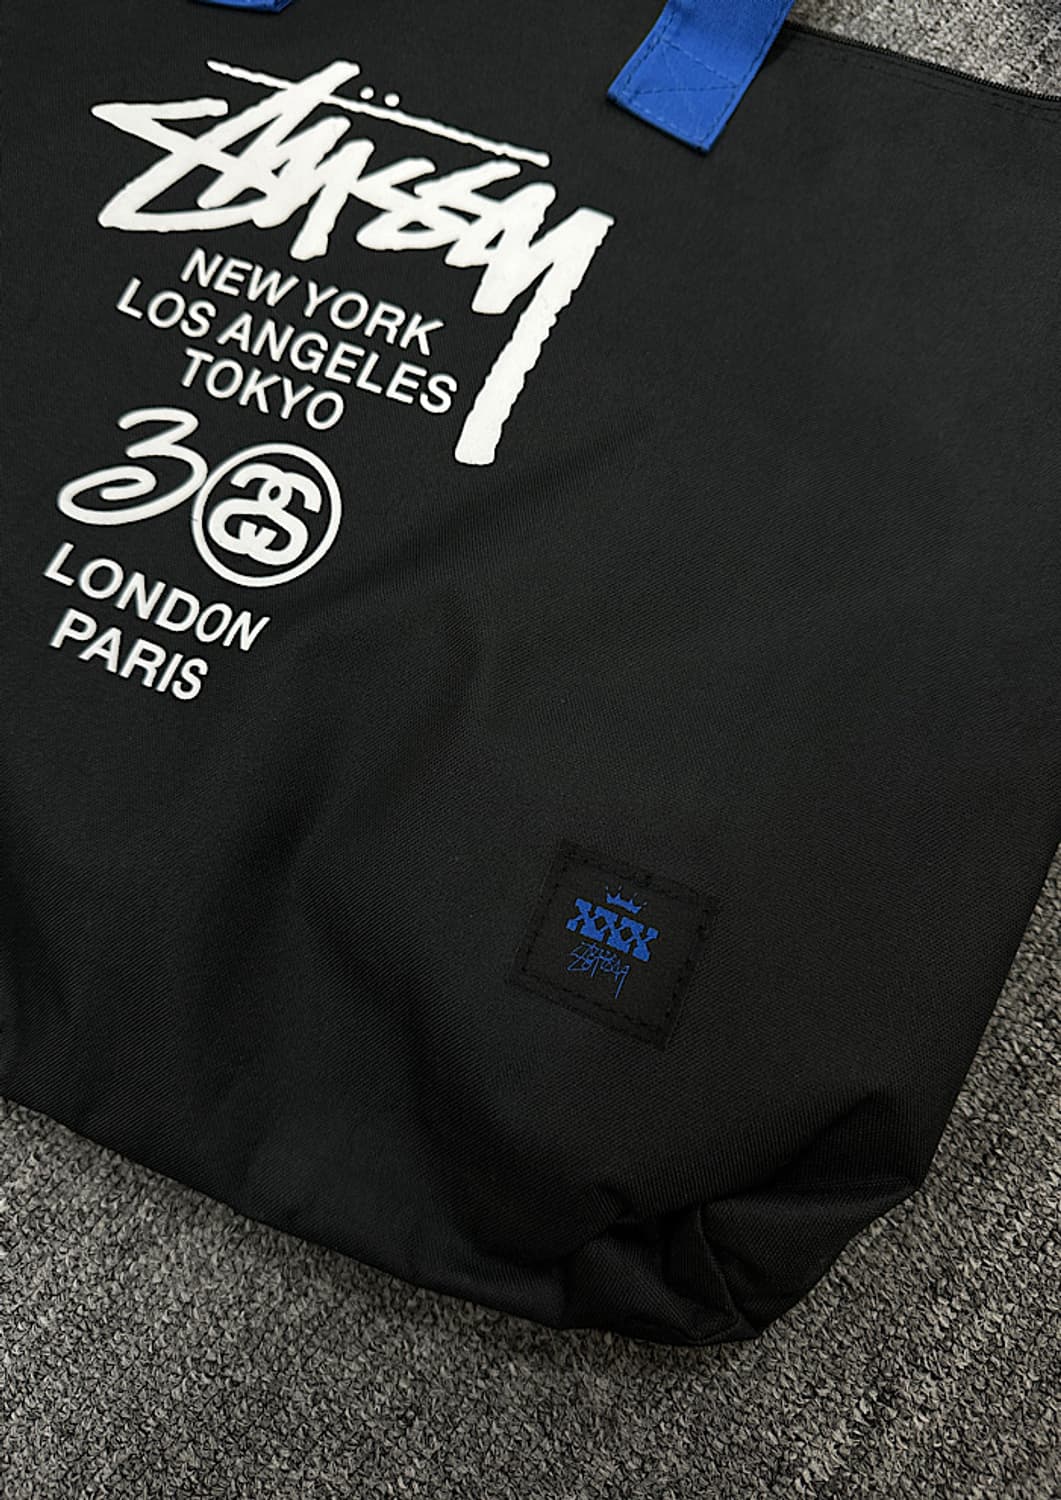 Stüssy
NEW YORK
LOS ANGELES
TOKYO
30
LONDON
PARIS
XXX
Stüssy